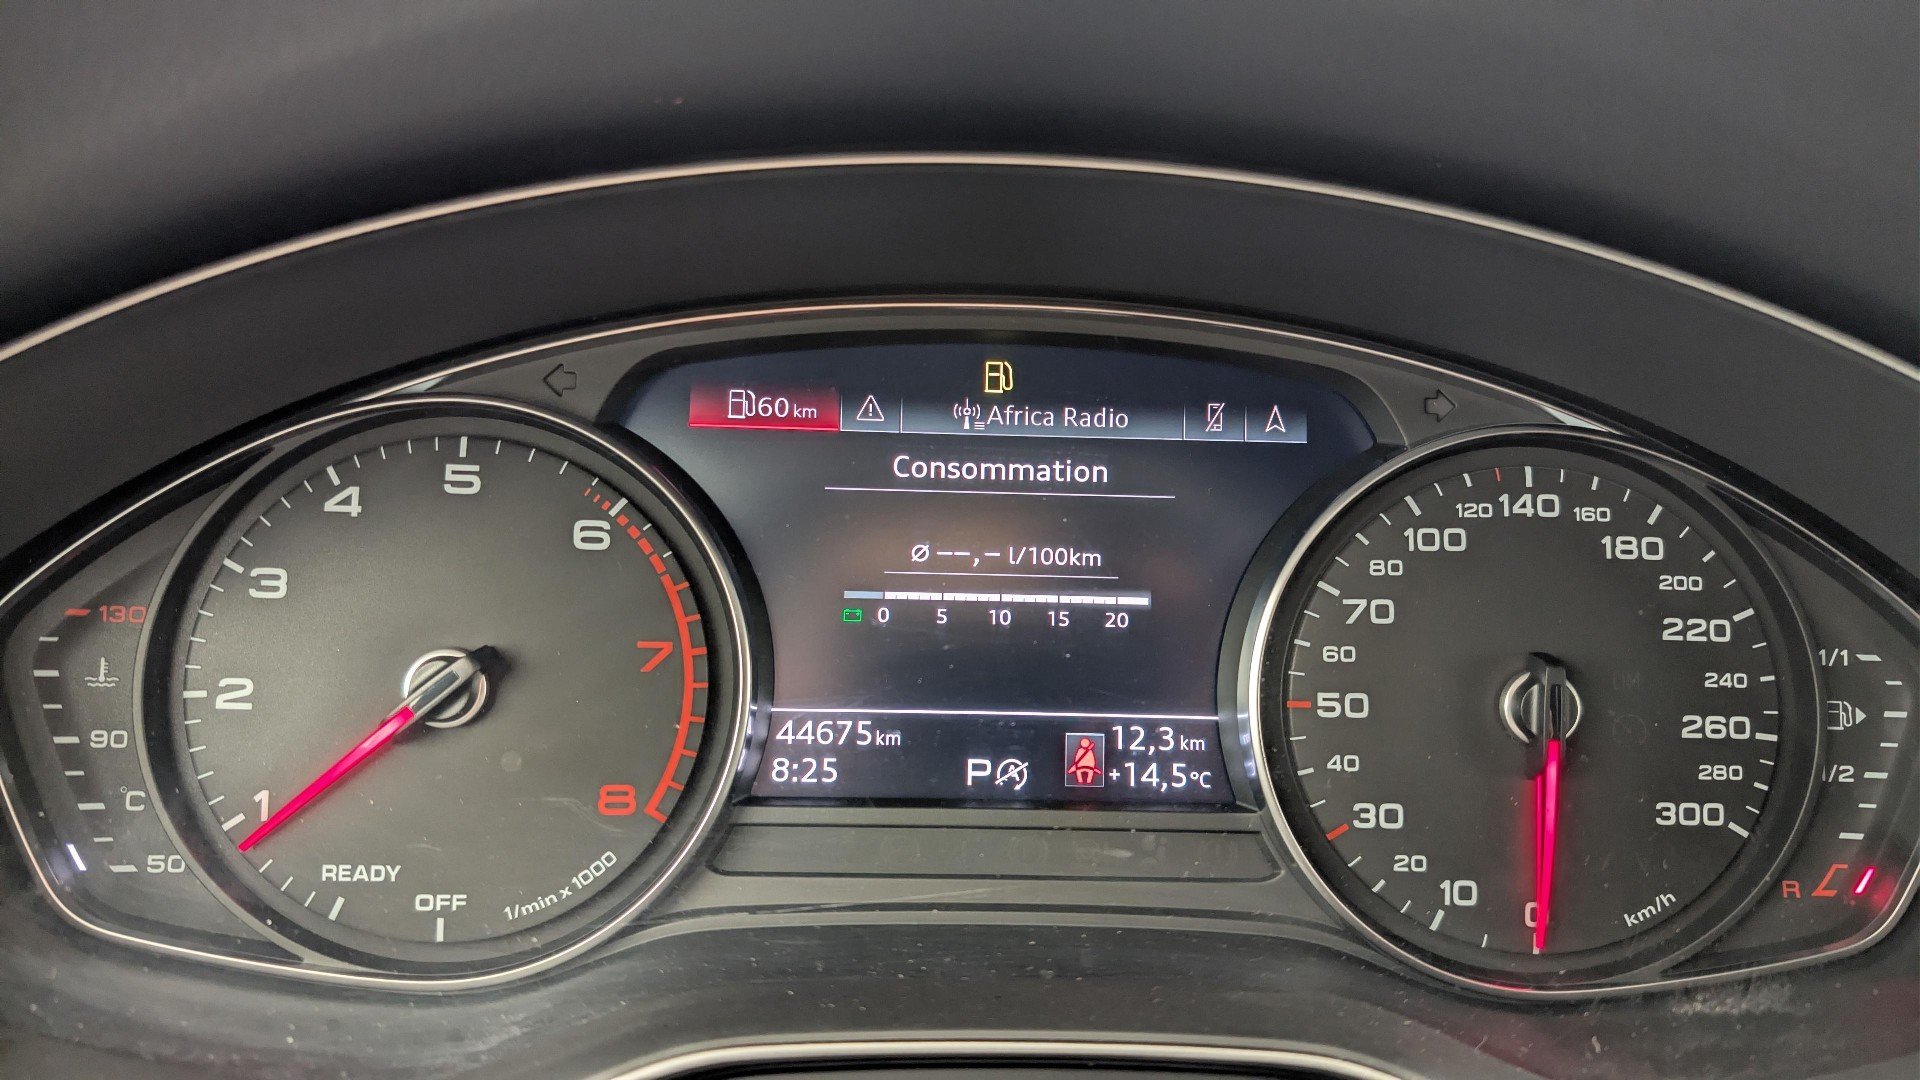 60 km
Africa Radio
Consommation
ø --,- l/100km
0 5 10 15 20
44675km
12,3 km
8:25
P
A
+14,5°C
1
2
3
4
5
6
7
8
READY
OFF
1/min x 1000
130
90
°C
50
0
10
20
30
40
50
60
70
80
100
120
140
160
180
200
220
240
260
280
300
km/h
1/1
1/2
R